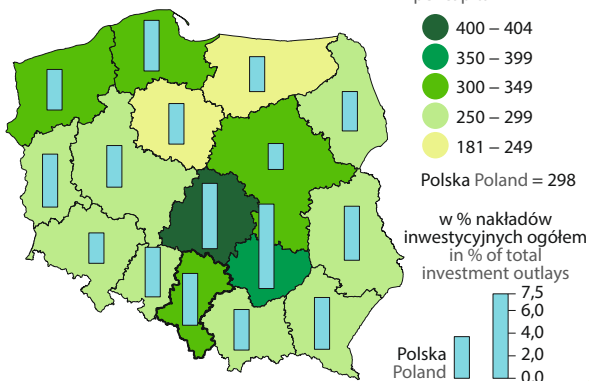 400 – 404
350 – 399
300 – 349
250 – 299
181 – 249
Polska Poland = 298
w % nakładów
inwestycyjnych ogółem
in % of total
investment outlays
7,5
6,0
4,0
2,0
0,0
Polska
Poland